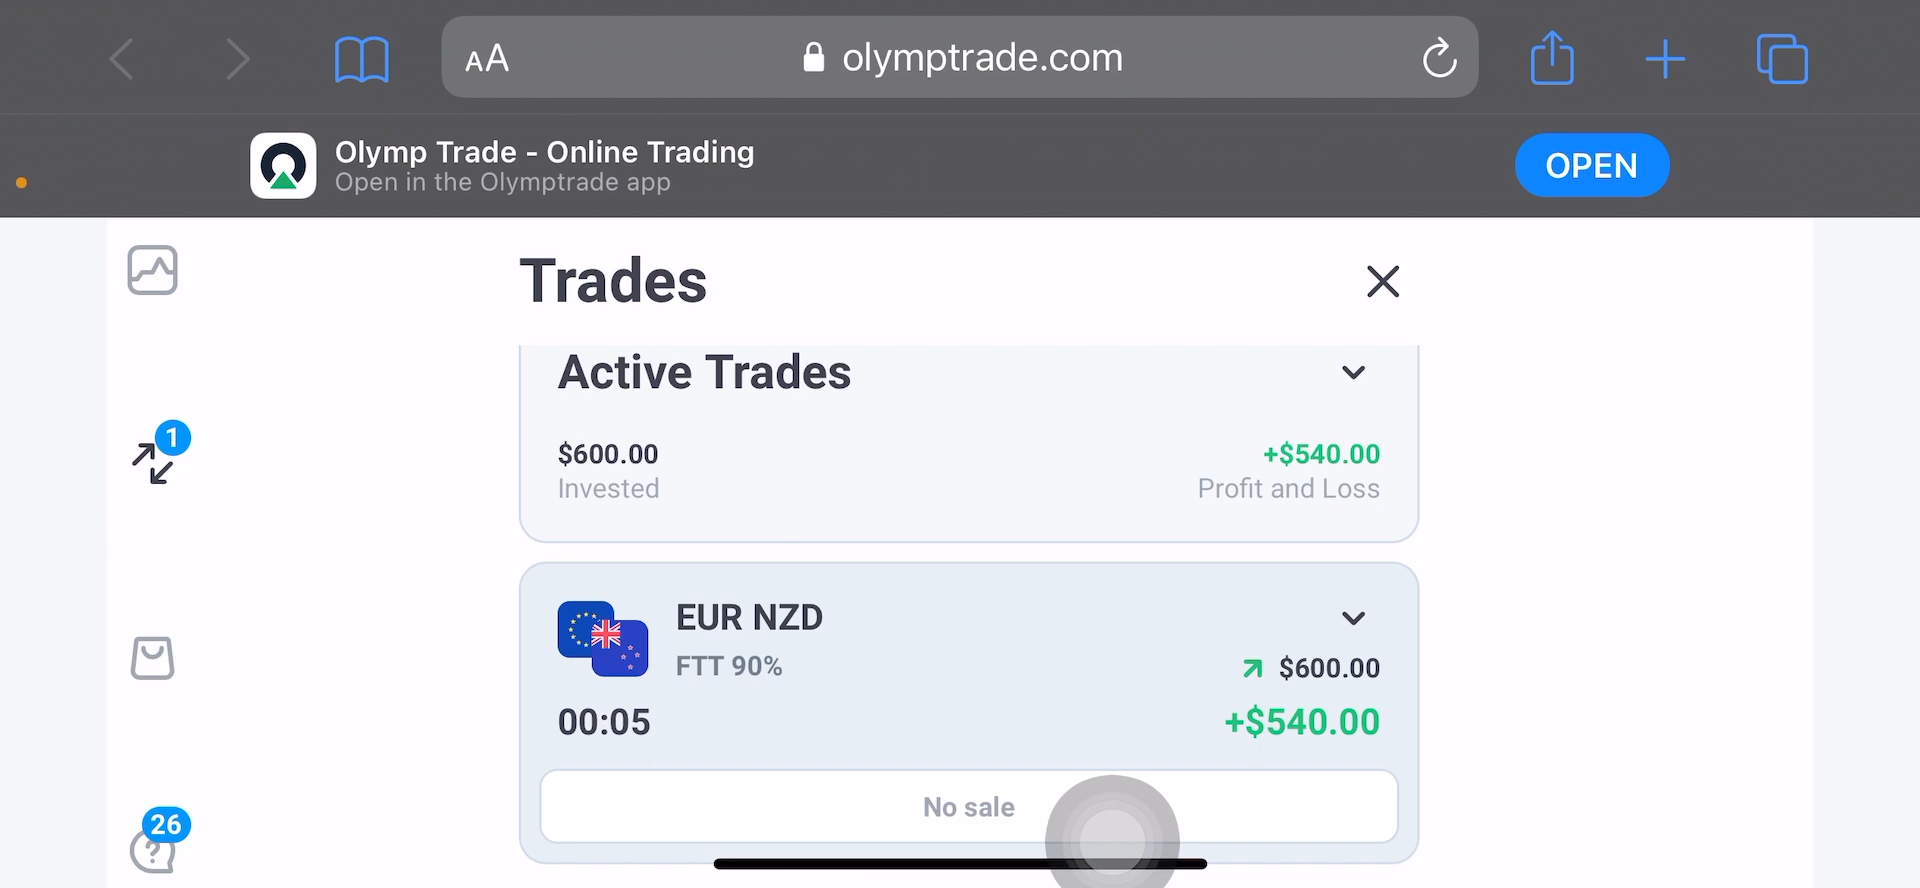 AA
olymptrade.com
Olymp Trade - Online Trading
Open in the Olymptrade app
OPEN
Trades
Active Trades
$600.00
+$540.00
Invested
Profit and Loss
1
EUR NZD
FTT 90%
$600.00
00:05
+$540.00
No sale
26
?